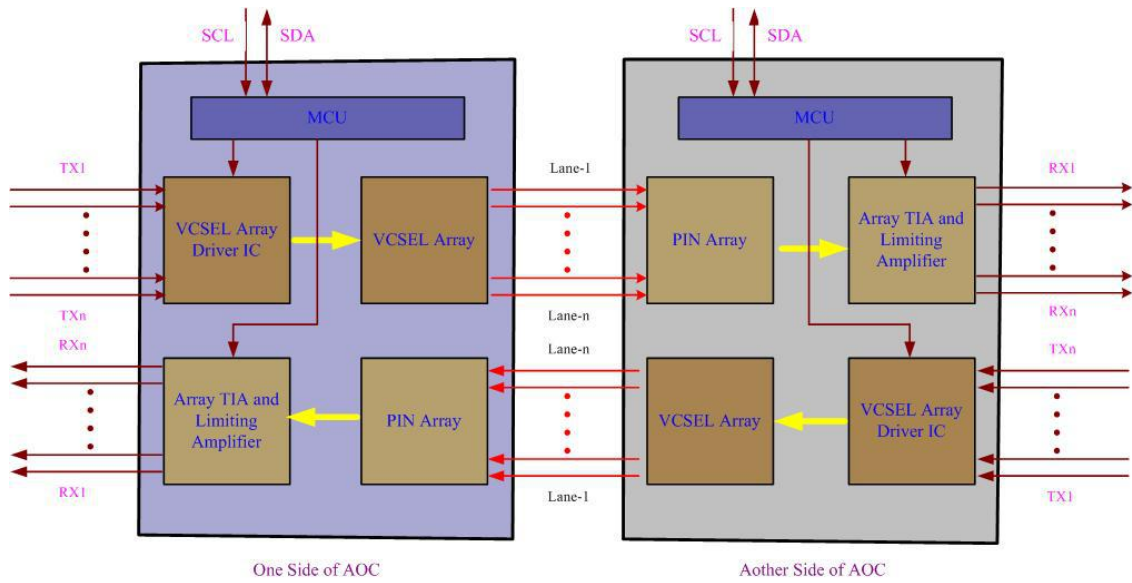 SCL SDA
SCL SDA
MCU
MCU
TX1
Lane-1
RX1
VCSEL Array
Driver IC
VCSEL Array
PIN Array
Array TIA and
Limiting
Amplifier
TXn
Lane-n
RXn
RXn
Lane-n
TXn
Array TIA and
Limiting
Amplifier
PIN Array
VCSEL Array
VCSEL Array
Driver IC
RX1
Lane-1
TX1
One Side of AOC
Aother Side of AOC